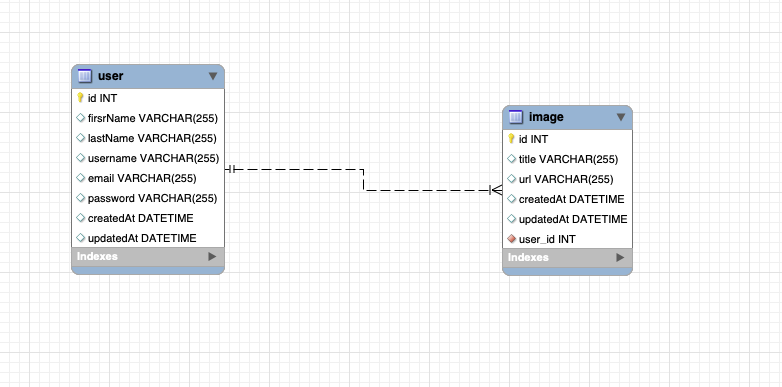 user
id INT
firsrName VARCHAR(255)
lastName VARCHAR(255)
username VARCHAR(255)
email VARCHAR(255)
password VARCHAR(255)
createdAt DATETIME
updatedAt DATETIME
Indexes
image
id INT
title VARCHAR(255)
url VARCHAR(255)
createdAt DATETIME
updatedAt DATETIME
user_id INT
Indexes